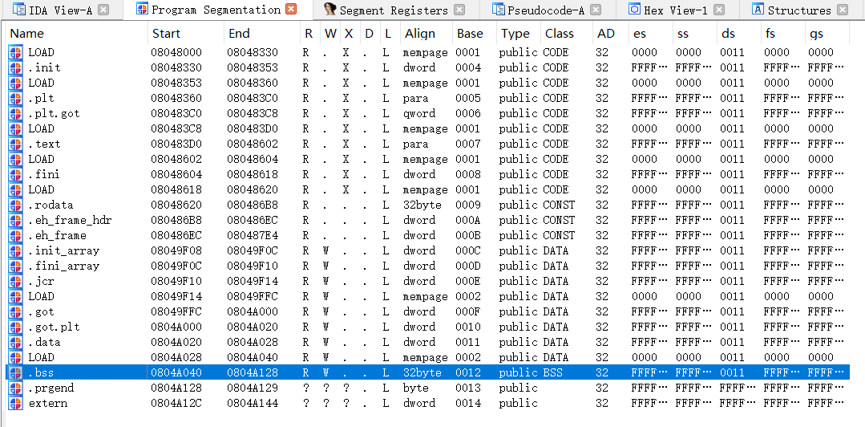 IDA View-A Program Segmentation Segment Registers Pseudocode-A Hex View-1 Structures
Name Start End R W X D L Align Base Type Class AD es ss ds fs gs
LOAD 08048000 08048330 R . X . L mempage 0001 public CODE 32 0000 0000 0011 0000 0000
.init 08048330 08048353 R . X . L dword 0004 public CODE 32 FFFF… FFFF… 0011 FFFF… FFFF…
LOAD 08048353 08048360 R . X . L mempage 0001 public CODE 32 0000 0000 0011 0000 0000
.plt 08048360 080483C0 R . X . L para 0005 public CODE 32 FFFF… FFFF… 0011 FFFF… FFFF…
.plt.got 080483C0 080483C8 R . X . L qword 0006 public CODE 32 FFFF… FFFF… 0011 FFFF… FFFF…
LOAD 080483C8 080483D0 R . X . L mempage 0001 public CODE 32 0000 0000 0011 0000 0000
.text 080483D0 08048602 R . X . L para 0007 public CODE 32 FFFF… FFFF… 0011 FFFF… FFFF…
LOAD 08048602 08048604 R . X . L mempage 0001 public CODE 32 0000 0000 0011 0000 0000
.fini 08048604 08048618 R . X . L dword 0008 public CODE 32 FFFF… FFFF… 0011 FFFF… FFFF…
LOAD 08048618 08048620 R . X . L mempage 0001 public CODE 32 0000 0000 0011 0000 0000
.rodata 08048620 080486B8 R . . . L 32byte 0009 public CONST 32 FFFF… FFFF… 0011 FFFF… FFFF…
.eh_frame_hdr 080486B8 080486EC R . . . L dword 000A public CONST 32 FFFF… FFFF… 0011 FFFF… FFFF…
.eh_frame 080486EC 080487E4 R . . . L dword 000B public CONST 32 FFFF… FFFF… 0011 FFFF… FFFF…
.init_array 08049F08 08049F0C R W . . L dword 000C public DATA 32 FFFF… FFFF… 0011 FFFF… FFFF…
.fini_array 08049F0C 08049F10 R W . . L dword 000D public DATA 32 FFFF… FFFF… 0011 FFFF… FFFF…
.jcr 08049F10 08049F14 R W . . L dword 000E public DATA 32 FFFF… FFFF… 0011 FFFF… FFFF…
LOAD 08049F14 08049FFC R W . . L mempage 0002 public DATA 32 0000 0000 0011 0000 0000
.got 08049FFC 0804A000 R W . . L dword 000F public DATA 32 FFFF… FFFF… 0011 FFFF… FFFF…
.got.plt 0804A000 0804A020 R W . . L dword 0010 public DATA 32 FFFF… FFFF… 0011 FFFF… FFFF…
.data 0804A020 0804A028 R W . . L dword 0011 public DATA 32 FFFF… FFFF… 0011 FFFF… FFFF…
LOAD 0804A028 0804A040 R W . . L mempage 0002 public DATA 32 0000 0000 0011 0000 0000
.bss 0804A040 0804A128 R W . . L 32byte 0012 public BSS 32 FFFF… FFFF… 0011 FFFF… FFFF…
.prgend 0804A128 0804A129 ? ? ? . L byte 0013 public 32 FFFF… FFFF… FFFF… FFFF… FFFF…
extern 0804A12C 0804A144 ? ? ? . L dword 0014 public 32 FFFF… FFFF… FFFF… FFFF… FFFF…